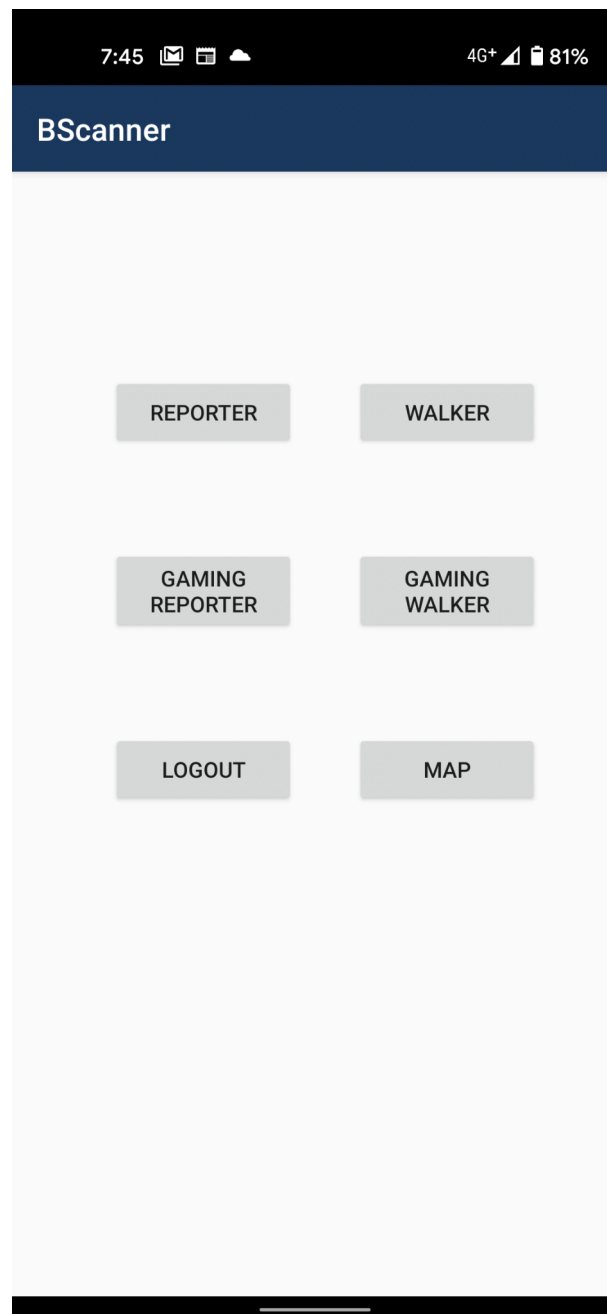 7:45 4G+ 81%
BScanner
REPORTER WALKER
GAMING GAMING
REPORTER WALKER
LOGOUT MAP